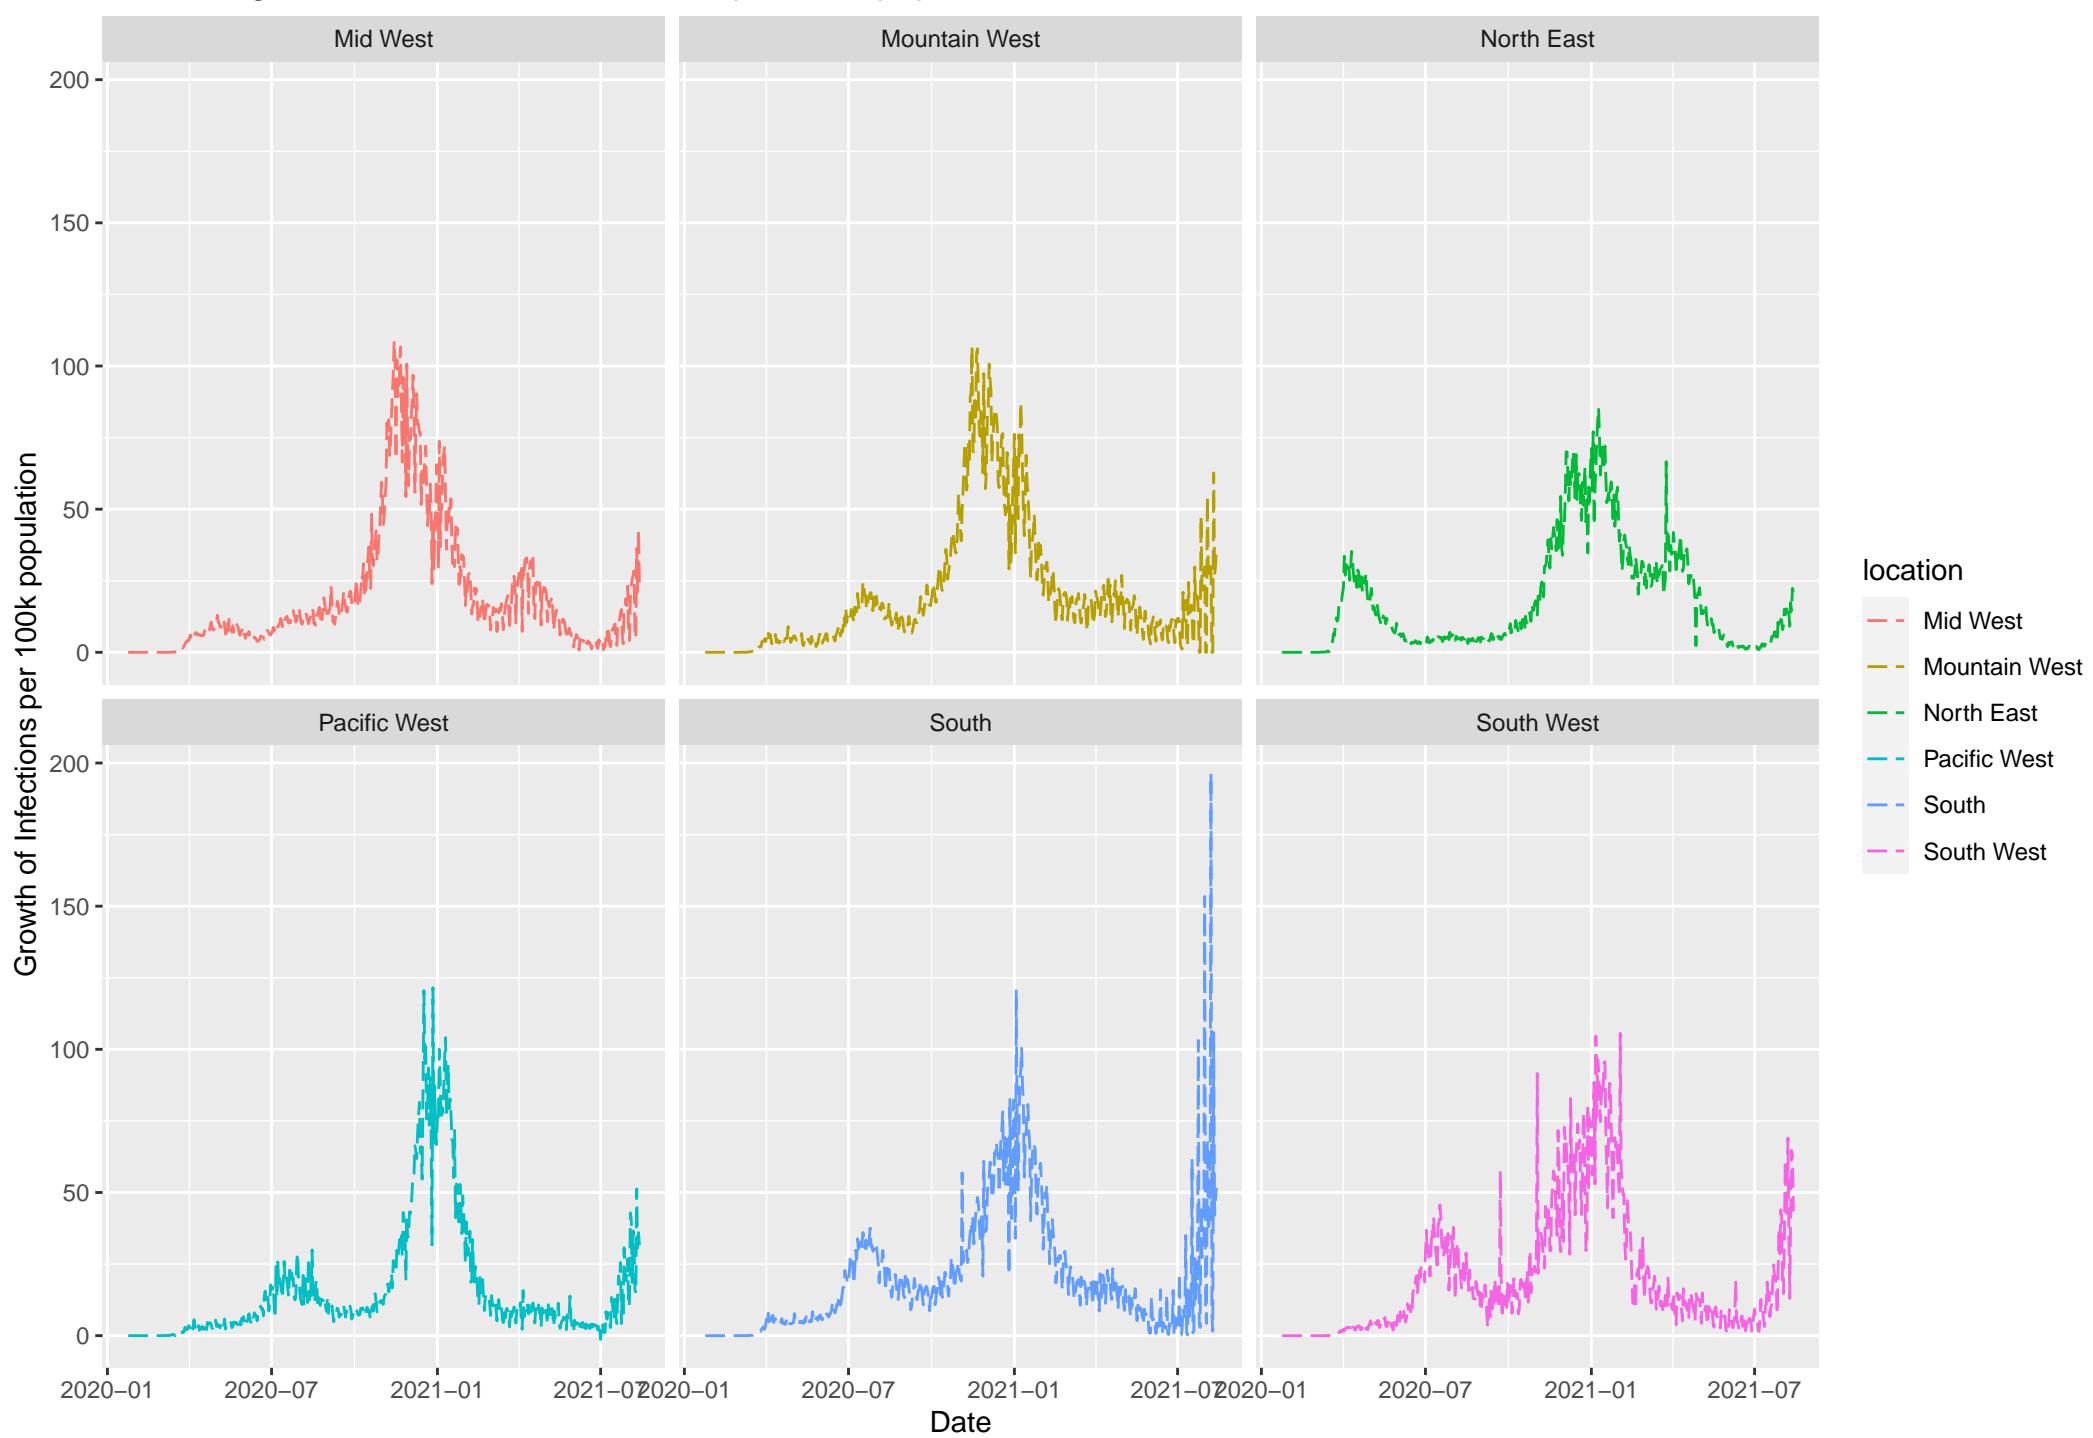 Mid West
Mountain West
North East
200
150
100
50
0
Pacific West
South
South West
200
150
100
50
0
2020–01
2020–07
2021–01
2021–07
2020–01
2020–07
2021–01
2021–07
2020–01
2020–07
2021–01
2021–07
Date
Growth of Infections per 100k population
location
Mid West
Mountain West
North East
Pacific West
South
South West